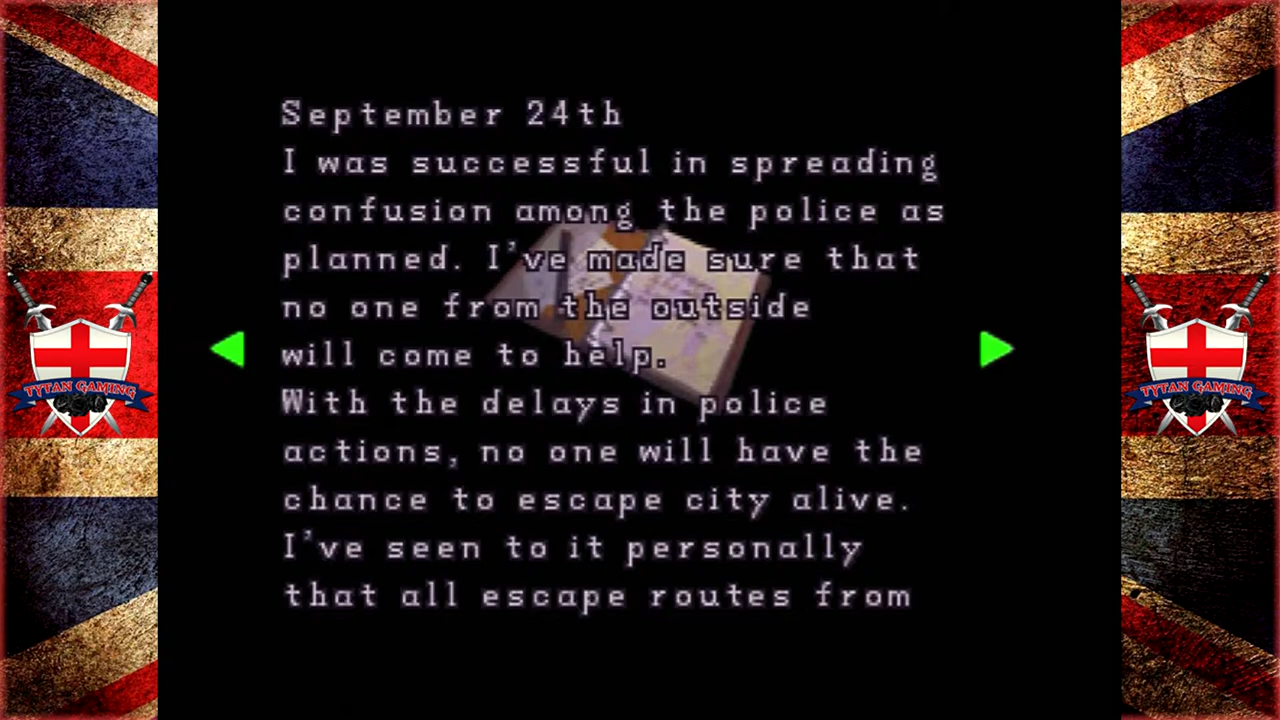 September 24th
I was successful in spreading
confusion among the police as
planned. I've made sure that
no one from the outside
will come to help.
With the delays in police
actions, no one will have the
chance to escape city alive.
I've seen to it personally
that all escape routes from
TYTAN GAMING
TYTAN GAMING